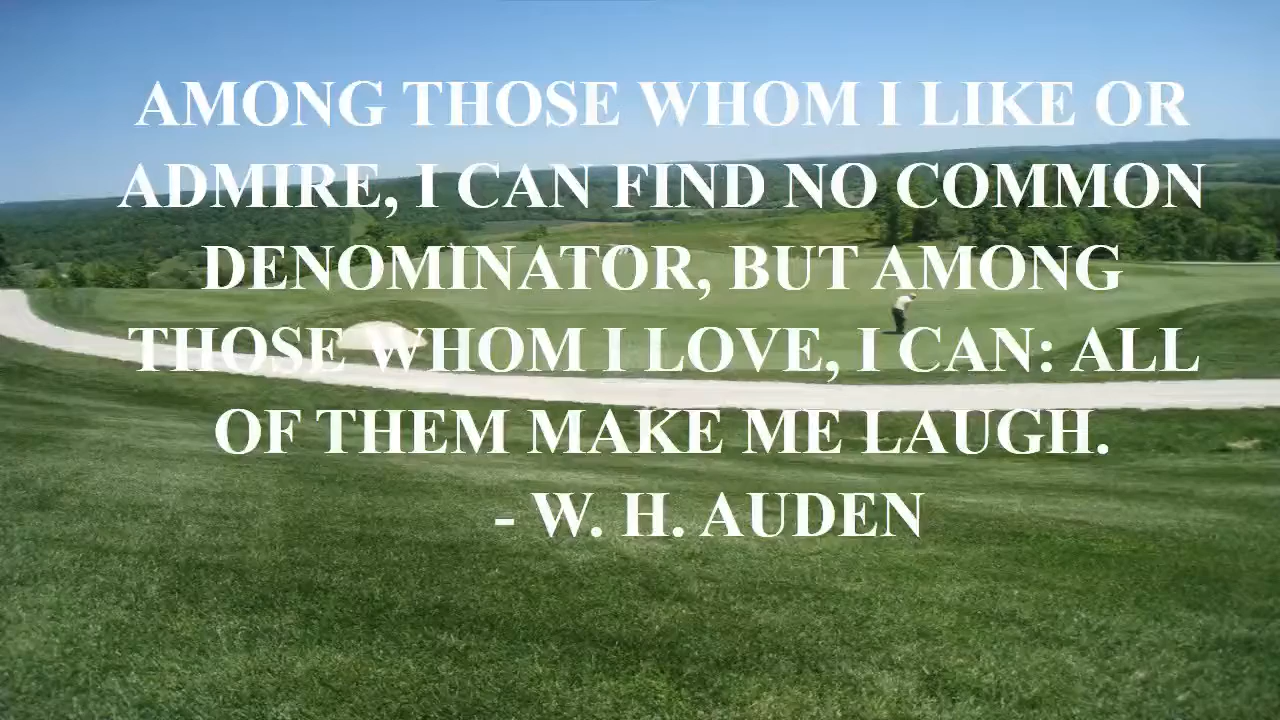 AMONG THOSE WHOM I LIKE OR
ADMIRE, I CAN FIND NO COMMON
DENOMINATOR, BUT AMONG
THOSE WHOM I LOVE, I CAN: ALL
OF THEM MAKE ME LAUGH.
- W. H. AUDEN